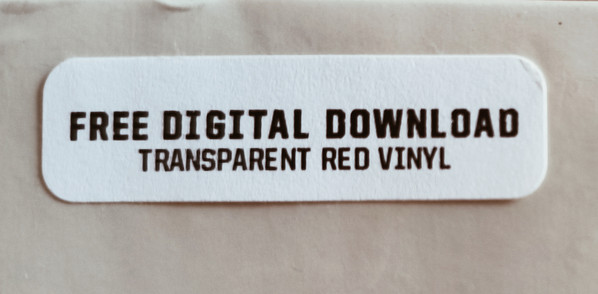 FREE DIGITAL DOWNLOAD
TRANSPARENT RED VINYL